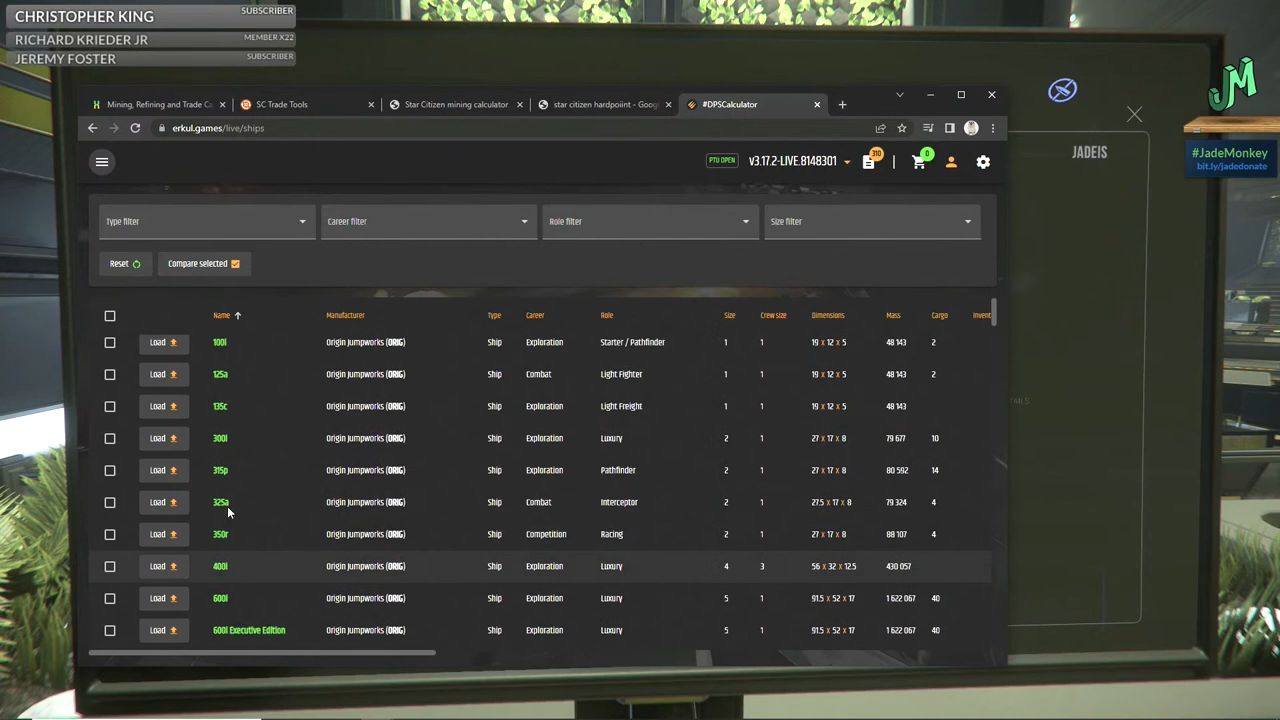 CHRISTOPHER KING SUBSCRIBER
RICHARD KRIEDER JR MEMBER X22
JEREMY FOSTER SUBSCRIBER
JM
#JadeMonkey
bit.ly/jadedonate
JADEIS
Mining, Refining and Trade Ca
SC Trade Tools
Star Citizen mining calculator
star citizen hardpoiint - Goog
#DPSCalculator
erkul.games/live/ships
PTU OPEN v3.17.2-LIVE.8148301 310 0
Type filter Career filter Role filter Size filter
Reset Compare selected
Name Manufacturer Type Career Role Size Crew size Dimensions Mass Cargo Invent
Load 100i Origin Jumpworks (ORIG) Ship Exploration Starter / Pathfinder 1 1 19 x 12 x 5 48 143 2
Load 125a Origin Jumpworks (ORIG) Ship Combat Light Fighter 1 1 19 x 12 x 5 48 143 2
Load 135c Origin Jumpworks (ORIG) Ship Exploration Light Freight 1 1 19 x 12 x 5 48 143
Load 300i Origin Jumpworks (ORIG) Ship Exploration Luxury 2 1 27 x 17 x 8 79 677 10
Load 315p Origin Jumpworks (ORIG) Ship Exploration Pathfinder 2 1 27 x 17 x 8 80 592 14
Load 325a Origin Jumpworks (ORIG) Ship Combat Interceptor 2 1 27.5 x 17 x 8 79 324 4
Load 350r Origin Jumpworks (ORIG) Ship Competition Racing 2 1 27 x 17 x 8 88 107 4
Load 400i Origin Jumpworks (ORIG) Ship Exploration Luxury 4 3 56 x 32 x 12.5 430 057
Load 600i Origin Jumpworks (ORIG) Ship Exploration Luxury 5 1 91.5 x 52 x 17 1 622 067 40
Load 600i Executive Edition Origin Jumpworks (ORIG) Ship Exploration Luxury 5 1 91.5 x 52 x 17 1 622 067 40